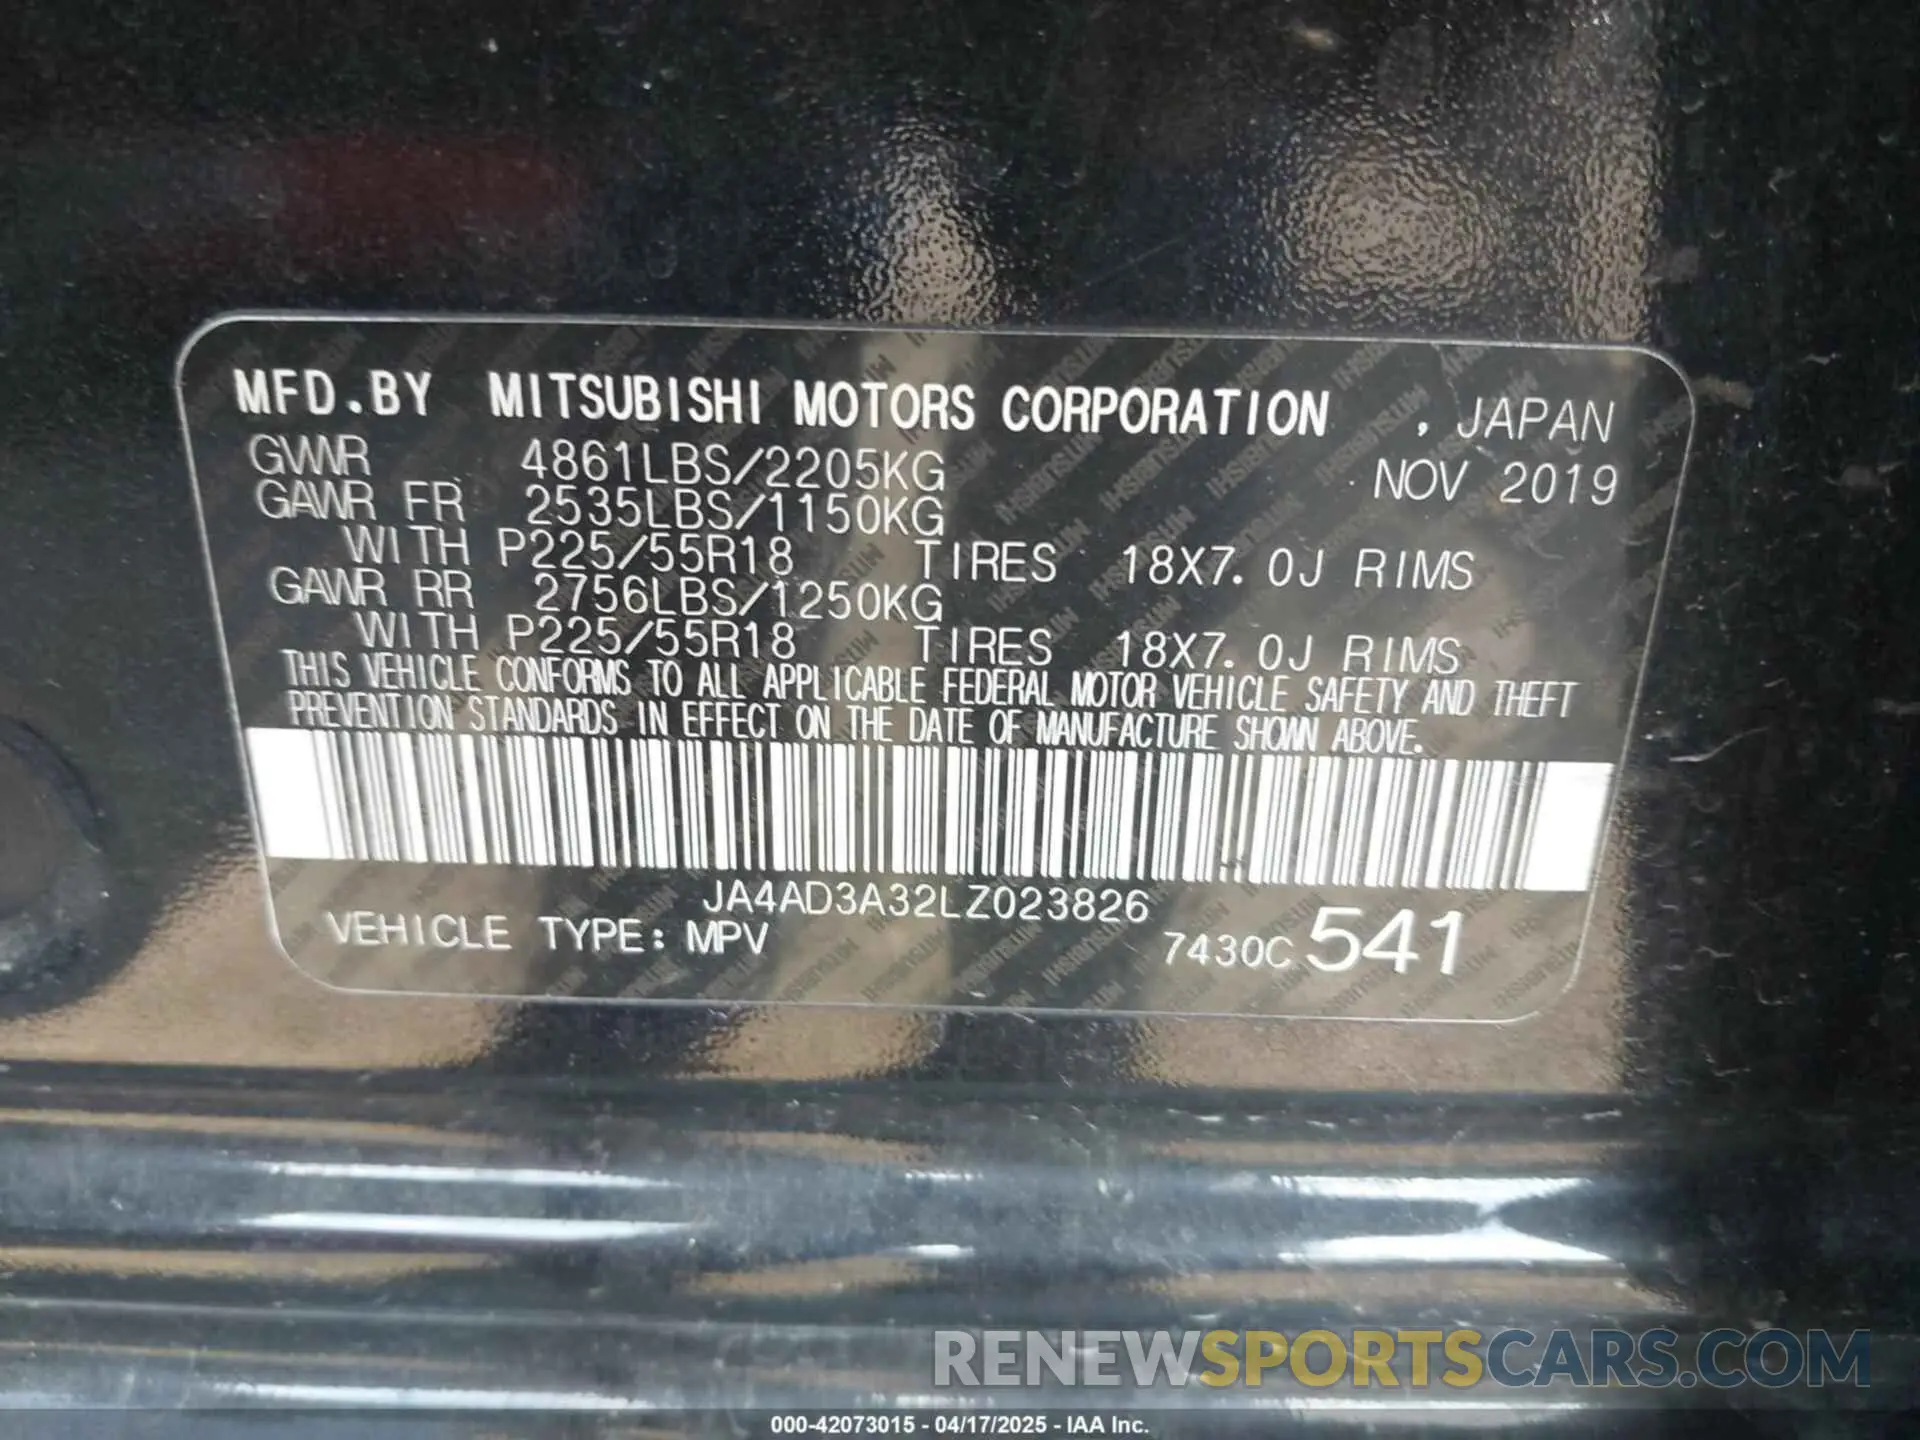 MFD.BY MITSUBISHI MOTORS CORPORATION , JAPAN
GVWR 4861LBS/2205KG NOV 2019
GAWR FR 2535LBS/1150KG
WITH P225/55R18 TIRES 18X7.0J RIMS
GAWR RR 2756LBS/1250KG
WITH P225/55R18 TIRES 18X7.0J RIMS
THIS VEHICLE CONFORMS TO ALL APPLICABLE FEDERAL MOTOR VEHICLE SAFETY AND THEFT
PREVENTION STANDARDS IN EFFECT ON THE DATE OF MANUFACTURE SHOWN ABOVE.
JA4AD3A32LZ023826
VEHICLE TYPE: MPV 7430C 541
RENEWSPORTSCARS.COM
000-42073015 - 04/17/2025 - IAA Inc.